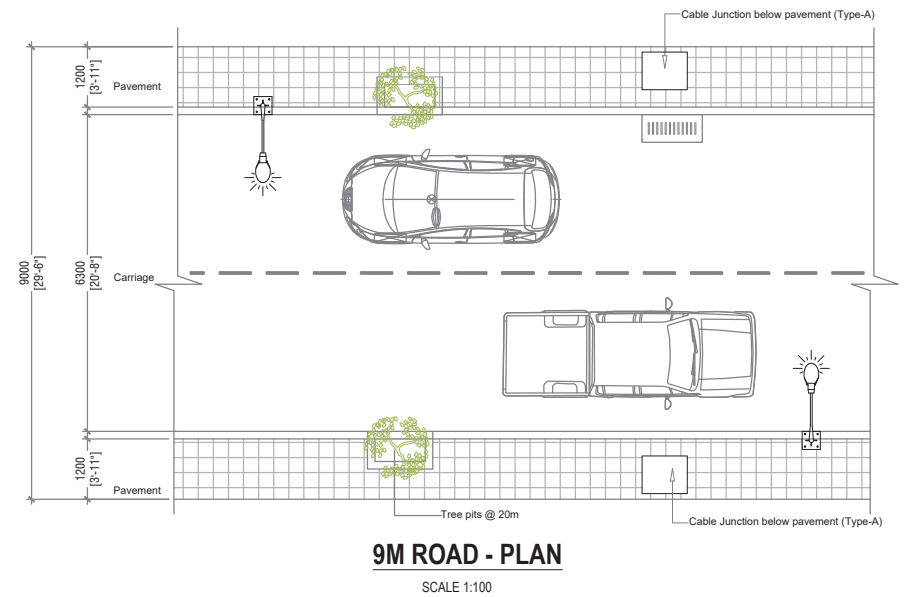 Cable Junction below pavement (Type-A)
1200
[3'-11"]
Pavement
9000
[29'-6"]
6300
[20'-8"]
Carriage
1200
[3'-11"]
Pavement
Tree pits @ 20m
Cable Junction below pavement (Type-A)
9M ROAD - PLAN
SCALE 1:100